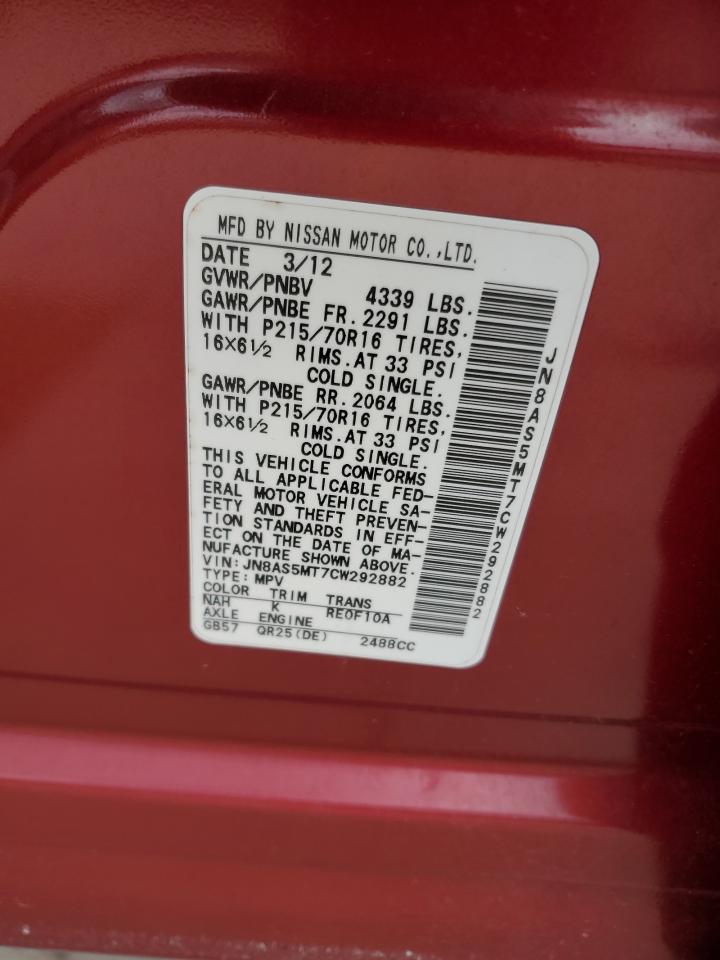 MFD BY NISSAN MOTOR CO.,LTD.
DATE 3/12
GVWR/PNBV 4339 LBS.
GAWR/PNBE FR. 2291 LBS.
WITH P215/70R16 TIRES,
16X6½ RIMS.AT 33 PSI
COLD SINGLE.
GAWR/PNBE RR. 2064 LBS.
WITH P215/70R16 TIRES,
16X6½ RIMS.AT 33 PSI
COLD SINGLE.
THIS VEHICLE CONFORMS
TO ALL APPLICABLE FED-
ERAL MOTOR VEHICLE SA-
FETY AND THEFT PREVEN-
TION STANDARDS IN EFF-
ECT ON THE DATE OF MA-
NUFACTURE SHOWN ABOVE.
VIN: JN8AS5MT7CW292882
TYPE: MPV
COLOR TRIM TRANS
NAH K RE0F10A
AXLE ENGINE
GB57 QR25(DE) 2488CC
JN8AS5MT7CW292882